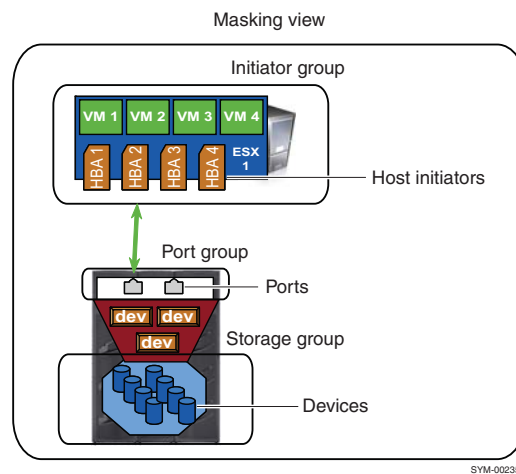 Masking view
Initiator group
VM 1 VM 2 VM 3 VM 4
HBA 1 HBA 2 HBA 3 HBA 4 ESX 1
Host initiators
Port group
Ports
dev dev
dev
Storage group
Devices